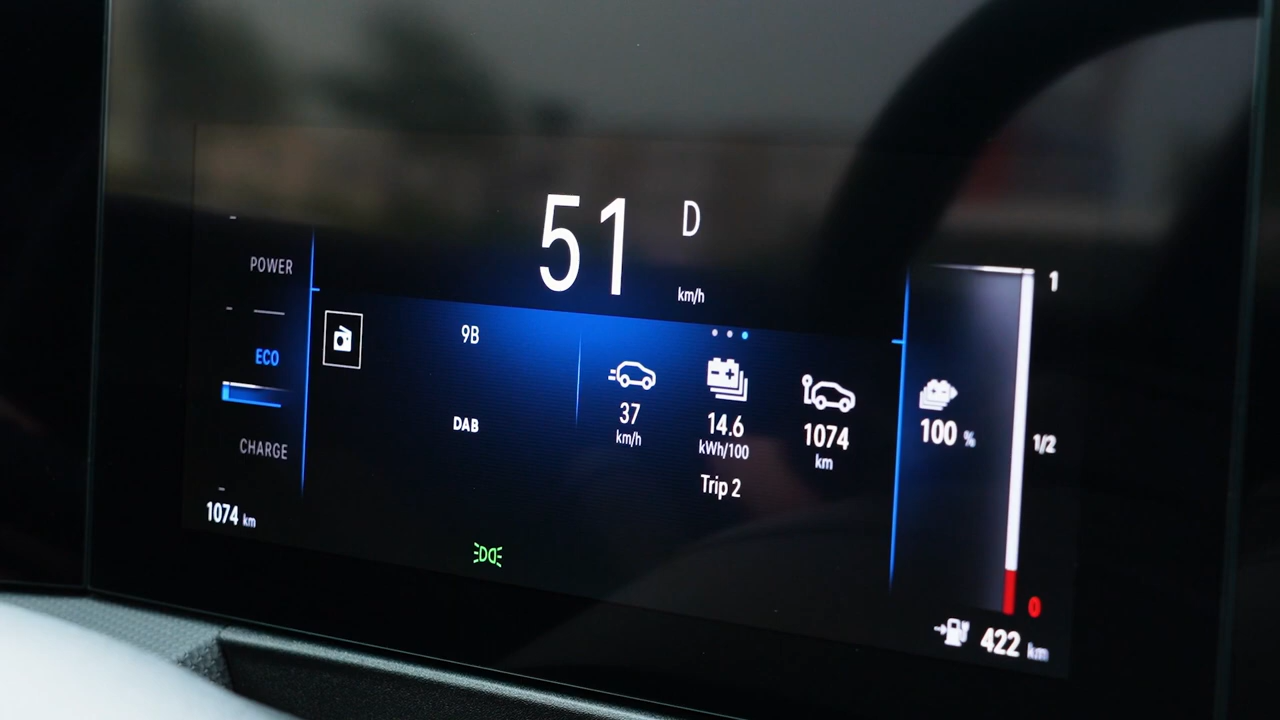 51 D
km/h
POWER
ECO
CHARGE
1074 km
9B
DAB
37
km/h
14.6
kWh/100
Trip 2
1074
km
100 %
1
1/2
0
422 km